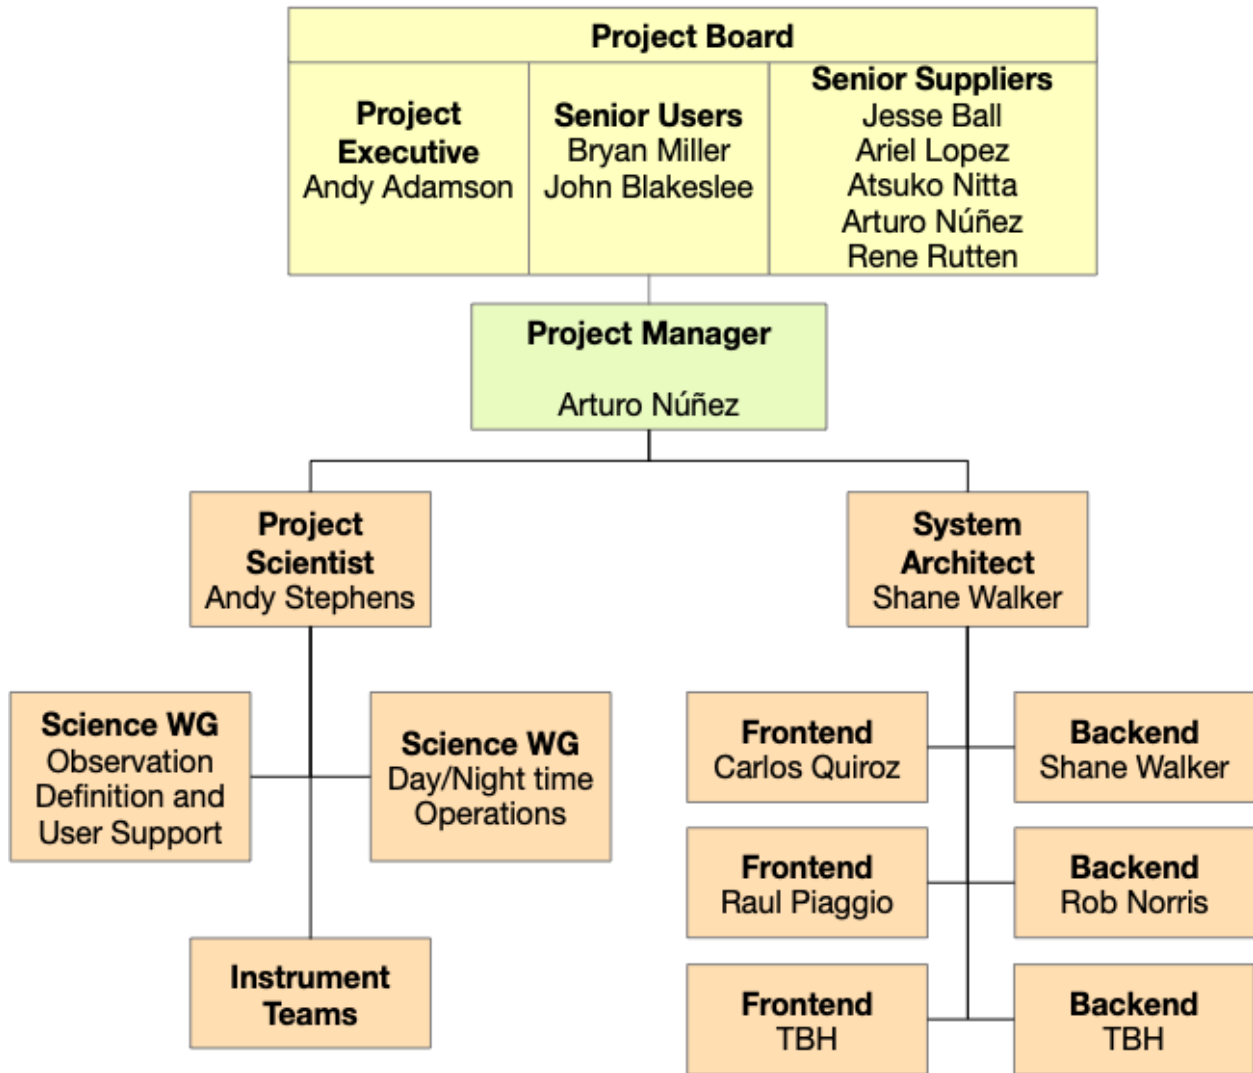 Project Board
Project
Executive
Andy Adamson
Senior Users
Bryan Miller
John Blakeslee
Senior Suppliers
Jesse Ball
Ariel Lopez
Atsuko Nitta
Arturo Núñez
Rene Rutten
Project Manager
Arturo Núñez
Project
Scientist
Andy Stephens
System
Architect
Shane Walker
Science WG
Observation
Definition and
User Support
Science WG
Day/Night time
Operations
Instrument
Teams
Frontend
Carlos Quiroz
Backend
Shane Walker
Frontend
Raul Piaggio
Backend
Rob Norris
Frontend
TBH
Backend
TBH